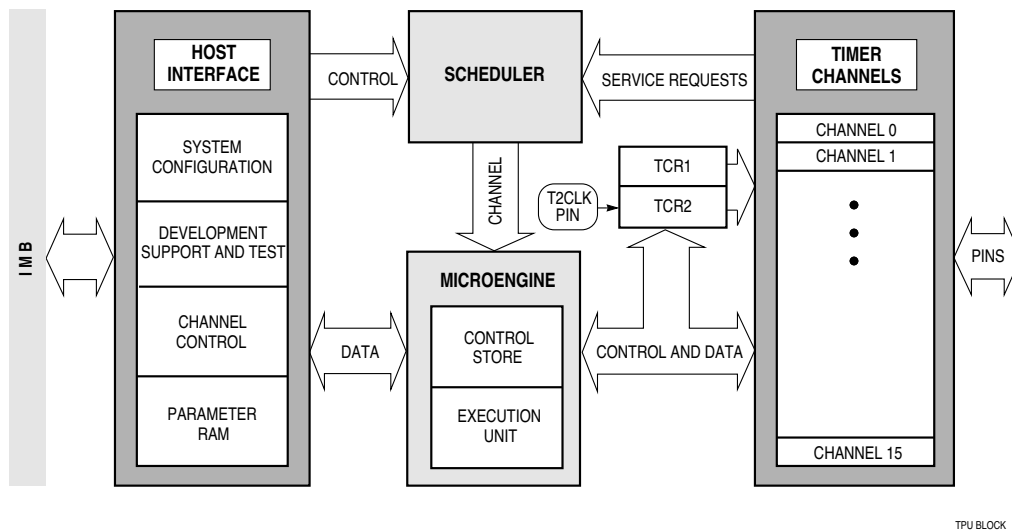 HOST
INTERFACE
SYSTEM
CONFIGURATION
DEVELOPMENT
SUPPORT AND TEST
CHANNEL
CONTROL
PARAMETER
RAM
IMB
CONTROL
SCHEDULER
SERVICE REQUESTS
CHANNEL
T2CLK
PIN
TCR1
TCR2
MICROENGINE
CONTROL
STORE
EXECUTION
UNIT
DATA
CONTROL AND DATA
TIMER
CHANNELS
CHANNEL 0
CHANNEL 1
CHANNEL 15
PINS
TPU BLOCK